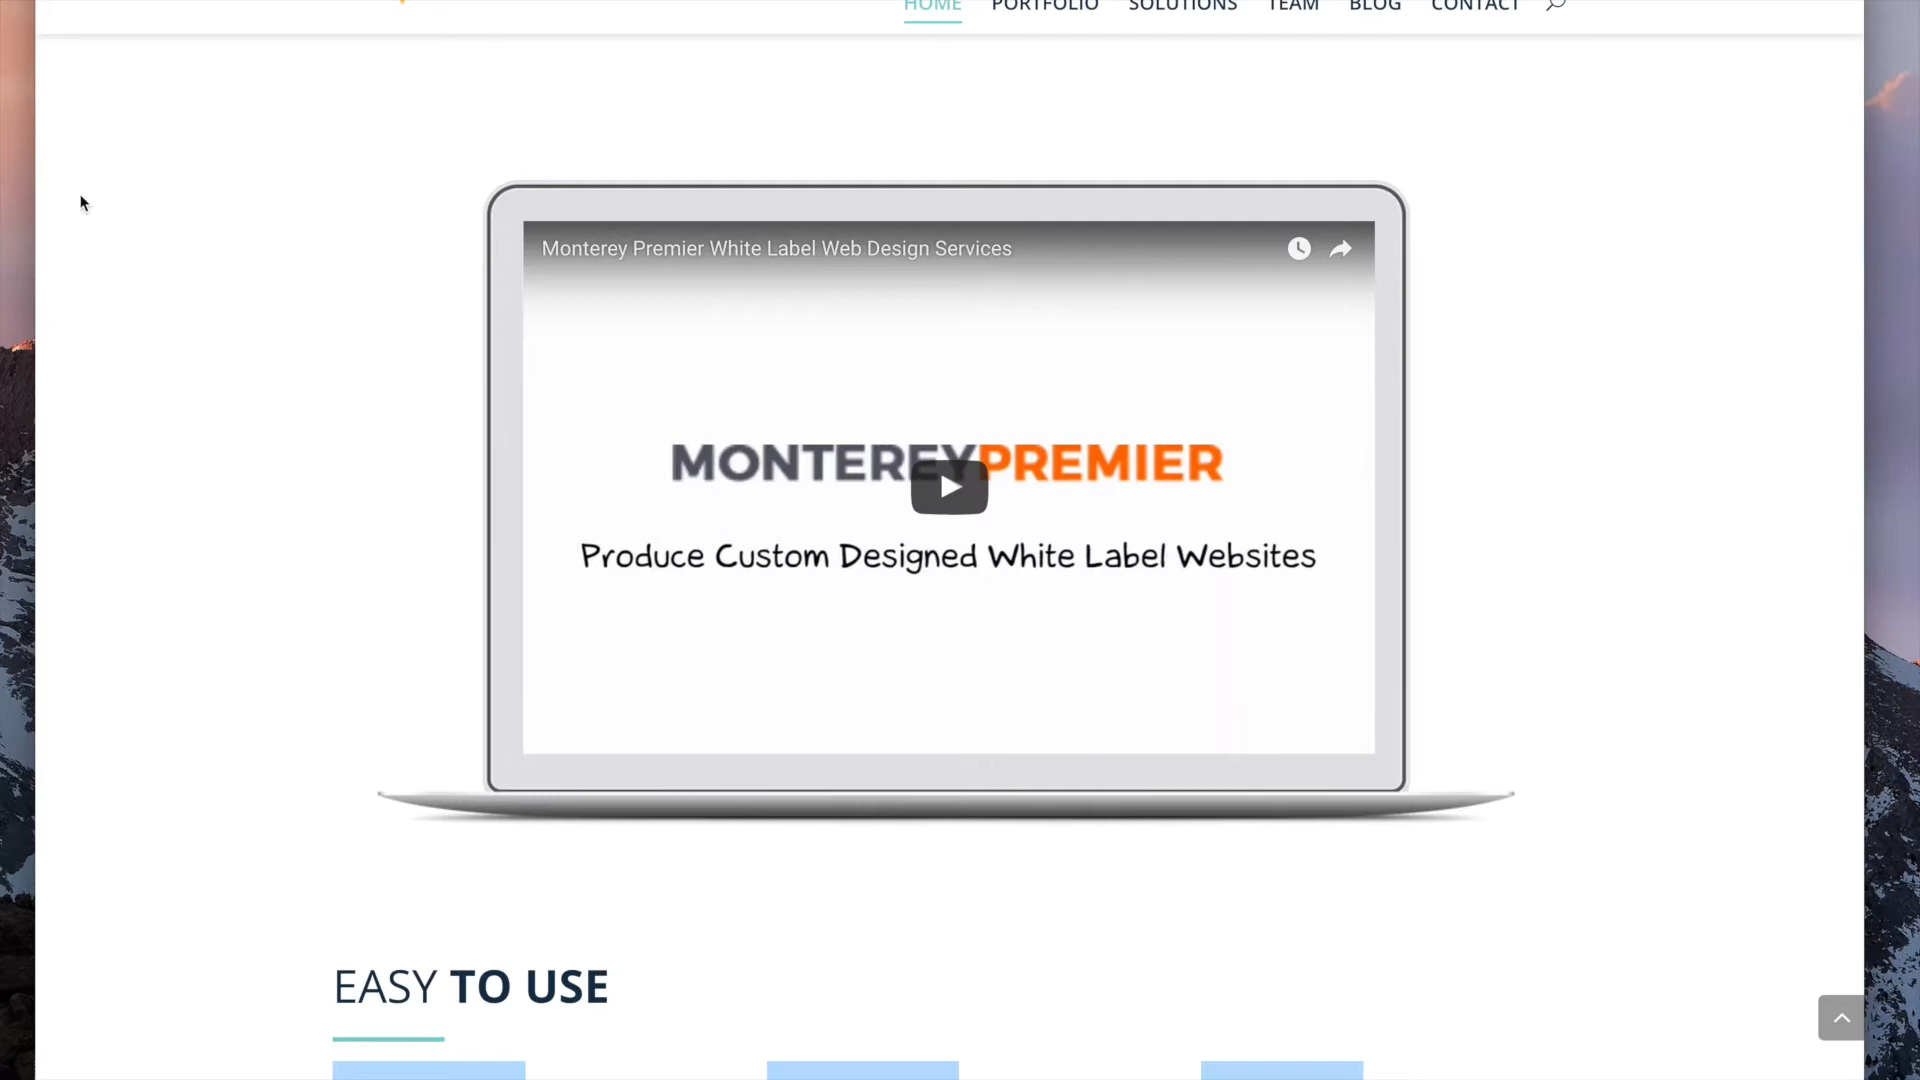 HOME PORTFOLIO SOLUTIONS TEAM BLOG CONTACT
Monterey Premier White Label Web Design Services
MONTEREYPREMIER
Produce Custom Designed White Label Websites
EASY TO USE